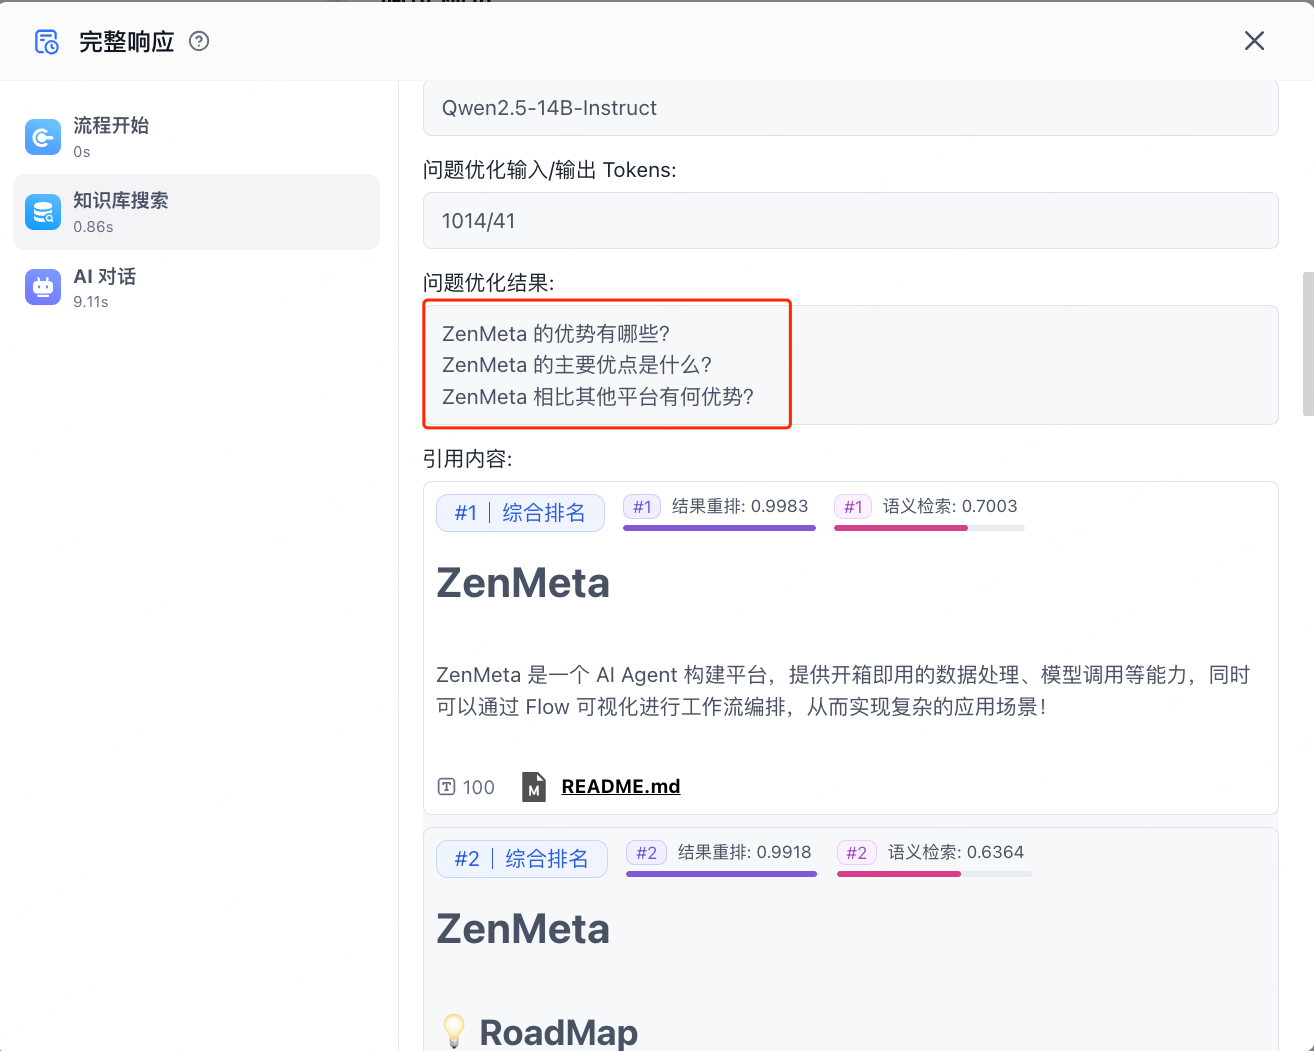 完整响应
流程开始
0s
知识库搜索
0.86s
AI 对话
9.11s
Qwen2.5-14B-Instruct
问题优化输入/输出 Tokens:
1014/41
问题优化结果:
ZenMeta 的优势有哪些?
ZenMeta 的主要优点是什么?
ZenMeta 相比其他平台有何优势?
引用内容:
#1 | 综合排名 #1 结果重排: 0.9983 #1 语义检索: 0.7003
ZenMeta
ZenMeta 是一个 AI Agent 构建平台，提供开箱即用的数据处理、模型调用等能力，同时
可以通过 Flow 可视化进行工作流编排，从而实现复杂的应用场景！
100 README.md
#2 | 综合排名 #2 结果重排: 0.9918 #2 语义检索: 0.6364
ZenMeta
💡 RoadMap